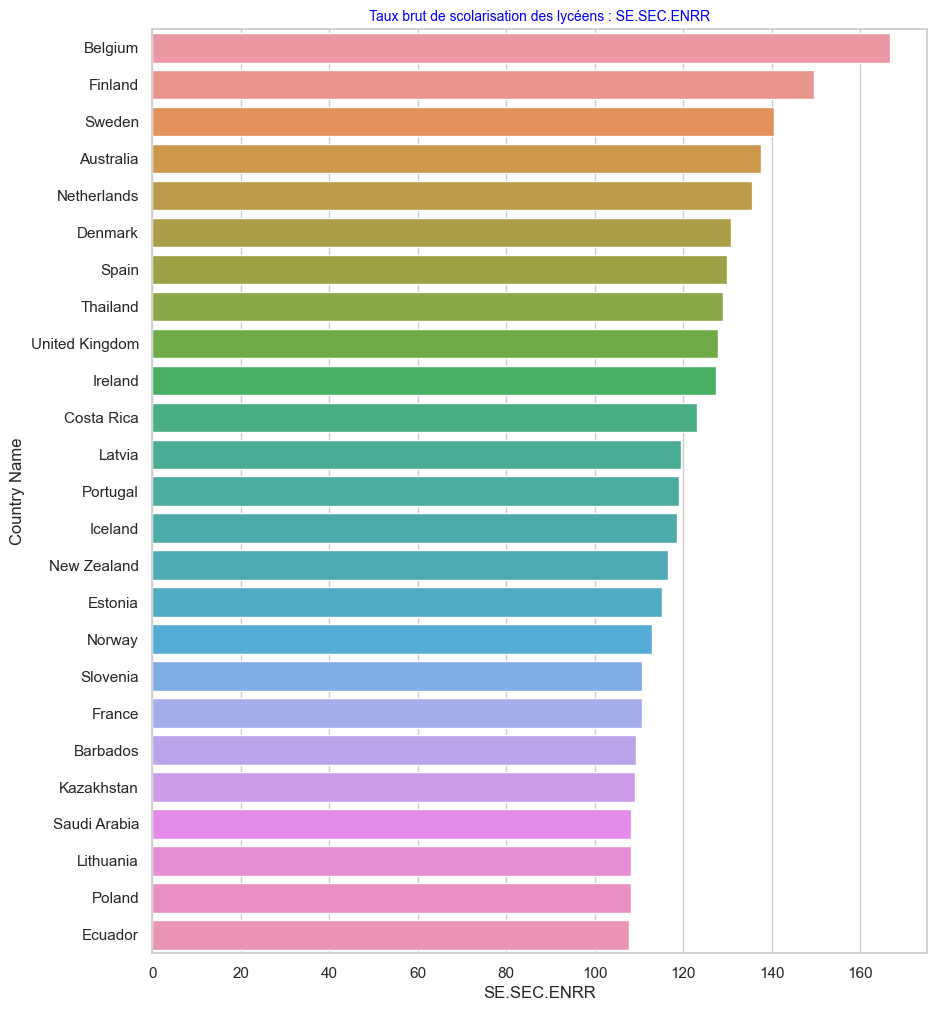 Taux brut de scolarisation des lycéens : SE.SEC.ENRR
Country Name
Belgium
Finland
Sweden
Australia
Netherlands
Denmark
Spain
Thailand
United Kingdom
Ireland
Costa Rica
Latvia
Portugal
Iceland
New Zealand
Estonia
Norway
Slovenia
France
Barbados
Kazakhstan
Saudi Arabia
Lithuania
Poland
Ecuador
0 20 40 60 80 100 120 140 160
SE.SEC.ENRR